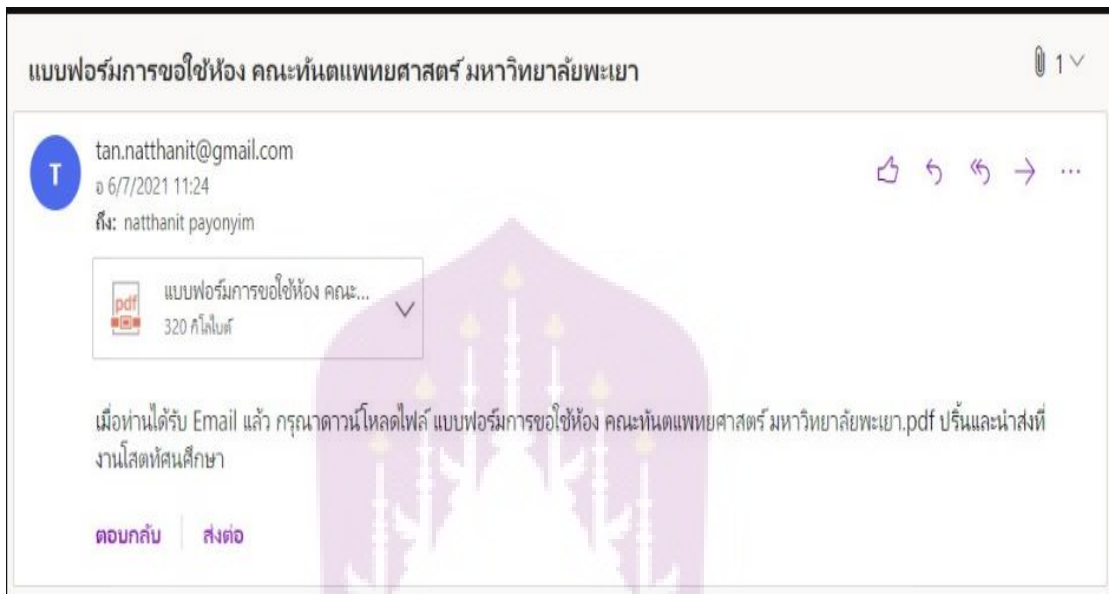 แบบฟอร์มการขอใช้ห้อง คณะทันตแพทยศาสตร์ มหาวิทยาลัยพะเยา
1
T
tan.natthanit@gmail.com
อ 6/7/2021 11:24
ถึง: natthanit payonyim
pdf
แบบฟอร์มการขอใช้ห้อง คณะ...
320 กิโลไบต์
เมื่อท่านได้รับ Email แล้ว กรุณาดาวน์โหลดไฟล์ แบบฟอร์มการขอใช้ห้อง คณะทันตแพทยศาสตร์ มหาวิทยาลัยพะเยา.pdf ปริ้นและนำส่งที่
งานโสตทัศนศึกษา
ตอบกลับ ส่งต่อ